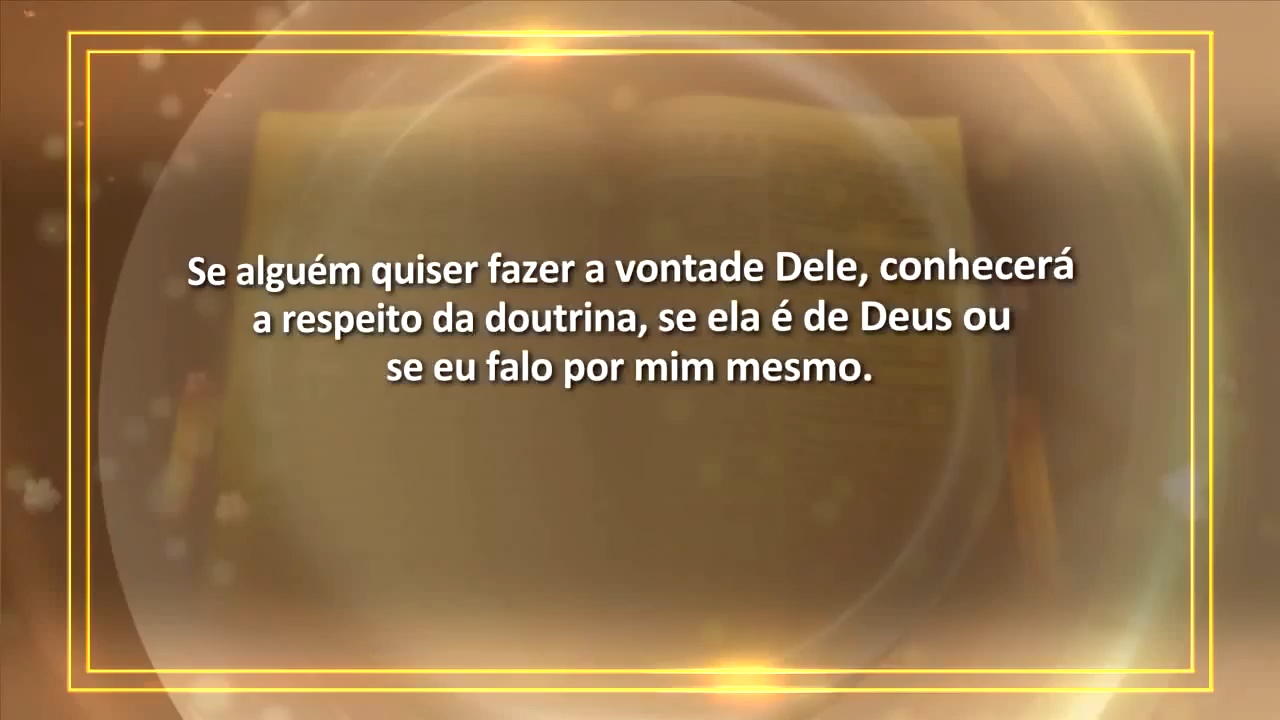 Se alguém quiser fazer a vontade Dele, conhecerá
a respeito da doutrina, se ela é de Deus ou
se eu falo por mim mesmo.